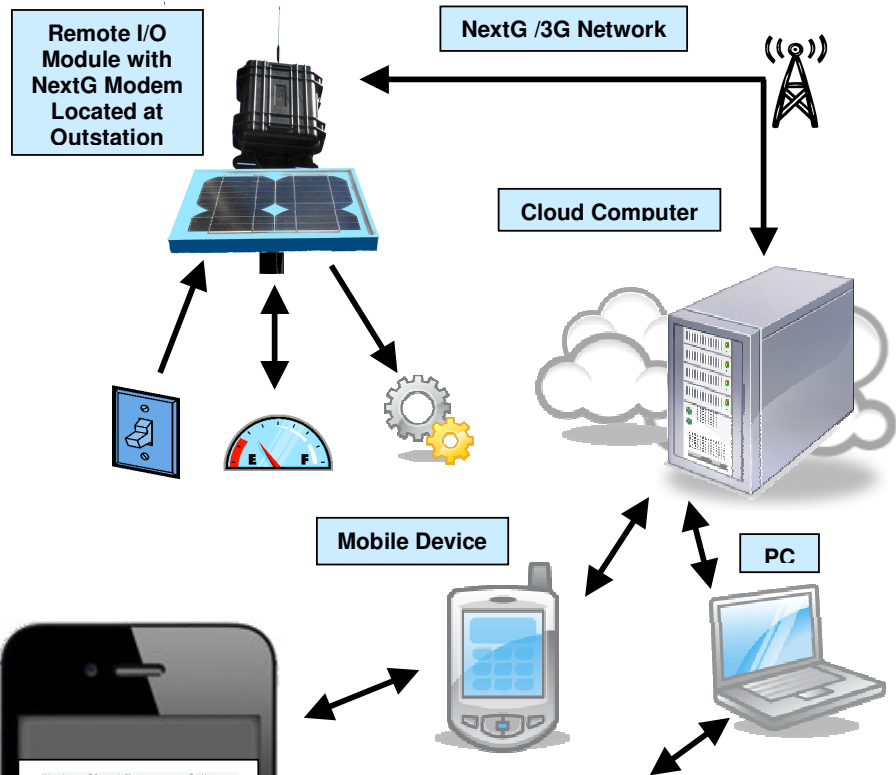 Remote I/O
Module with
NextG Modem
Located at
Outstation
NextG /3G Network
Cloud Computer
E F
Mobile Device
PC